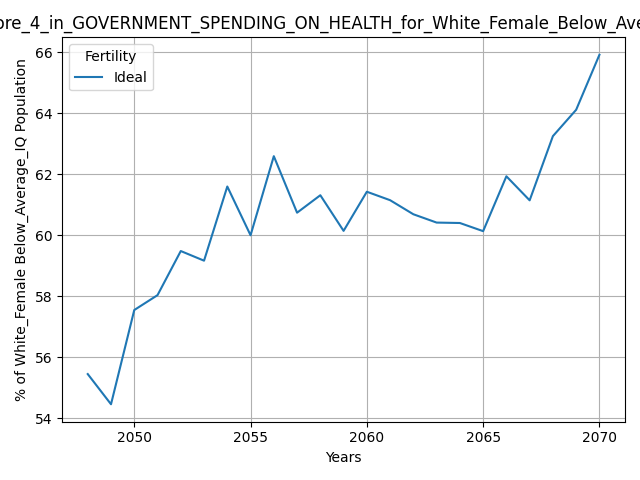 ore_4_in_GOVERNMENT_SPENDING_ON_HEALTH_for_White_Female_Below_Ave
Fertility
Ideal
% of White_Female Below_Average_IQ Population
66
64
62
60
58
56
54
2050 2055 2060 2065 2070
Years